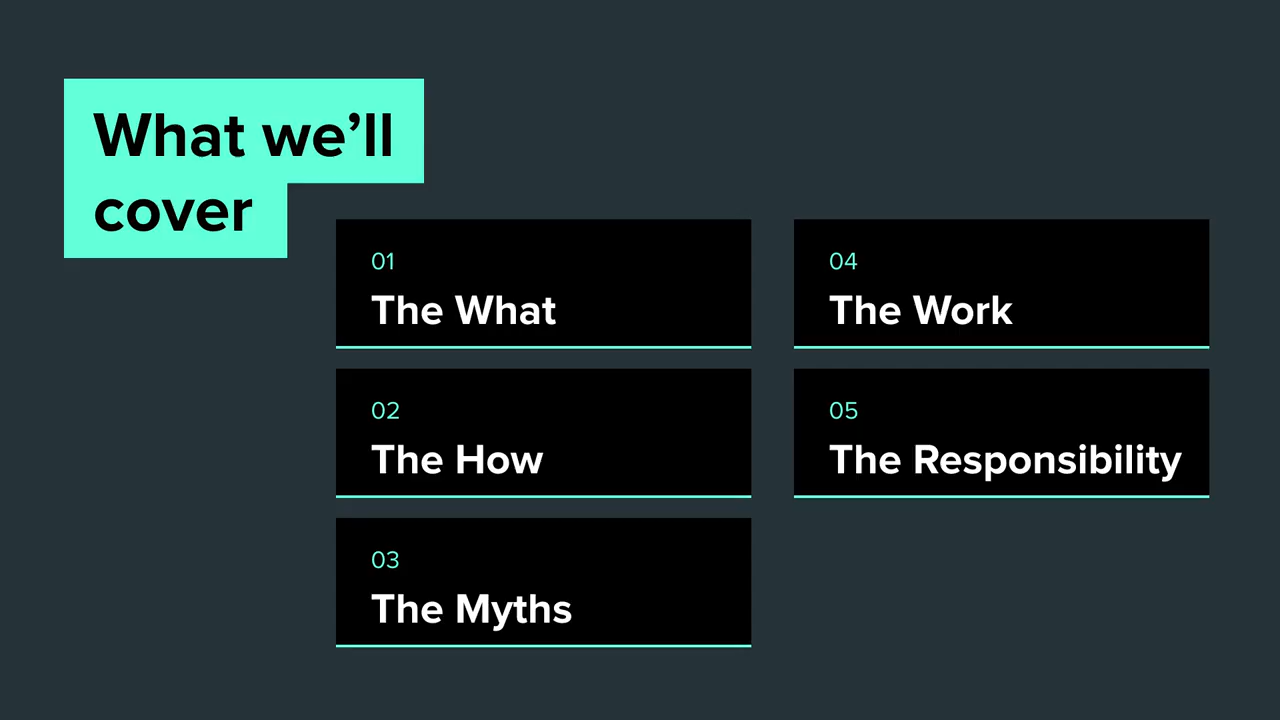 What we’ll
cover
01
The What
02
The How
03
The Myths
04
The Work
05
The Responsibility